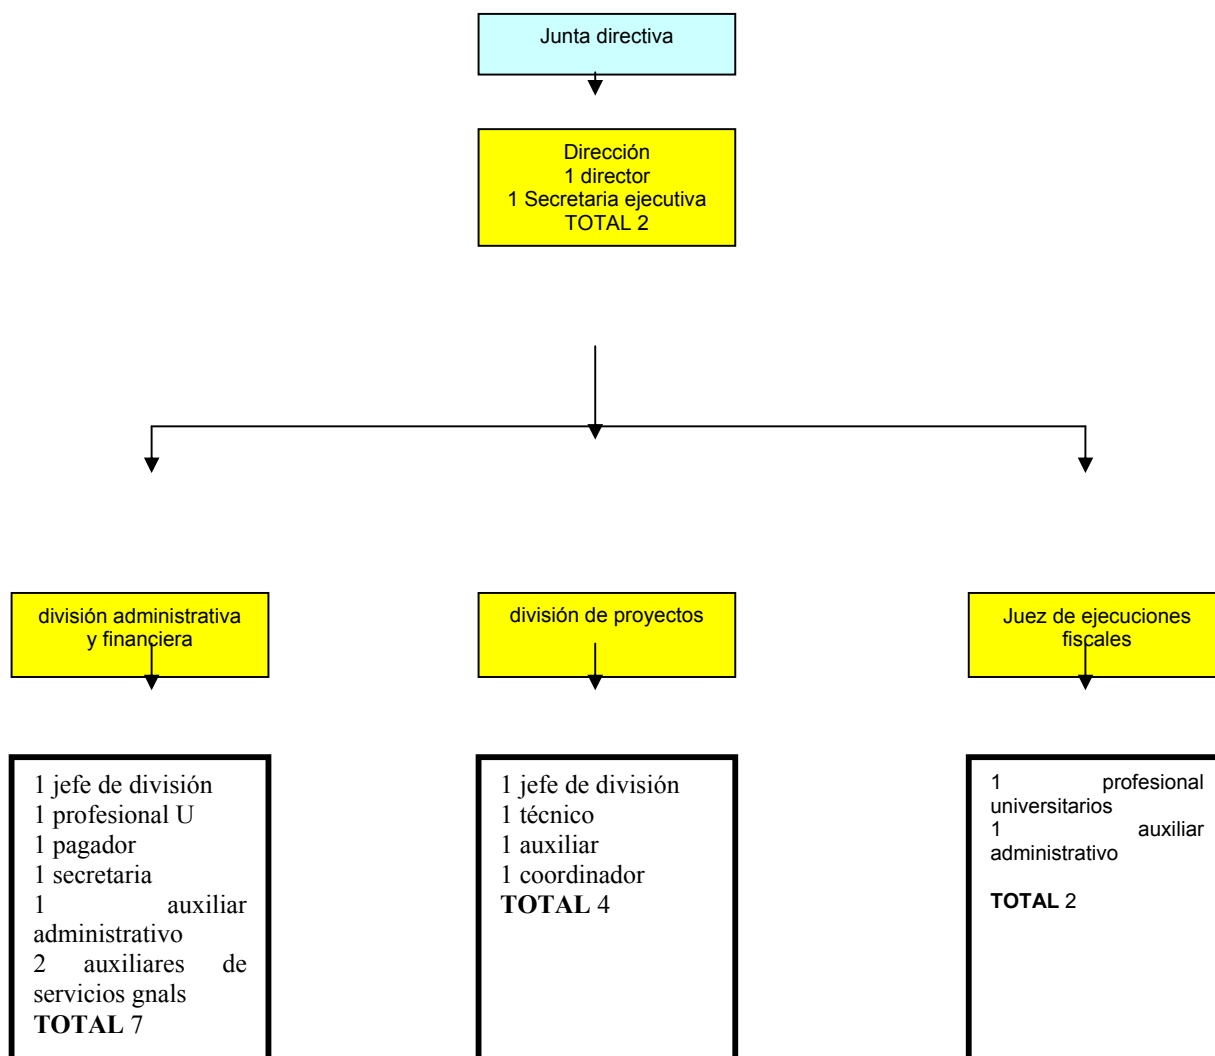 Junta directiva
Dirección
1 director
1 Secretaria ejecutiva
TOTAL 2
división administrativa
y financiera
división de proyectos
Juez de ejecuciones
fiscales
1 jefe de división
1 profesional U
1 pagador
1 secretaria
1 auxiliar
administrativo
2 auxiliares de
servicios gnals
TOTAL 7
1 jefe de división
1 técnico
1 auxiliar
1 coordinador
TOTAL 4
1 profesional
universitarios
1 auxiliar
administrativo
TOTAL 2